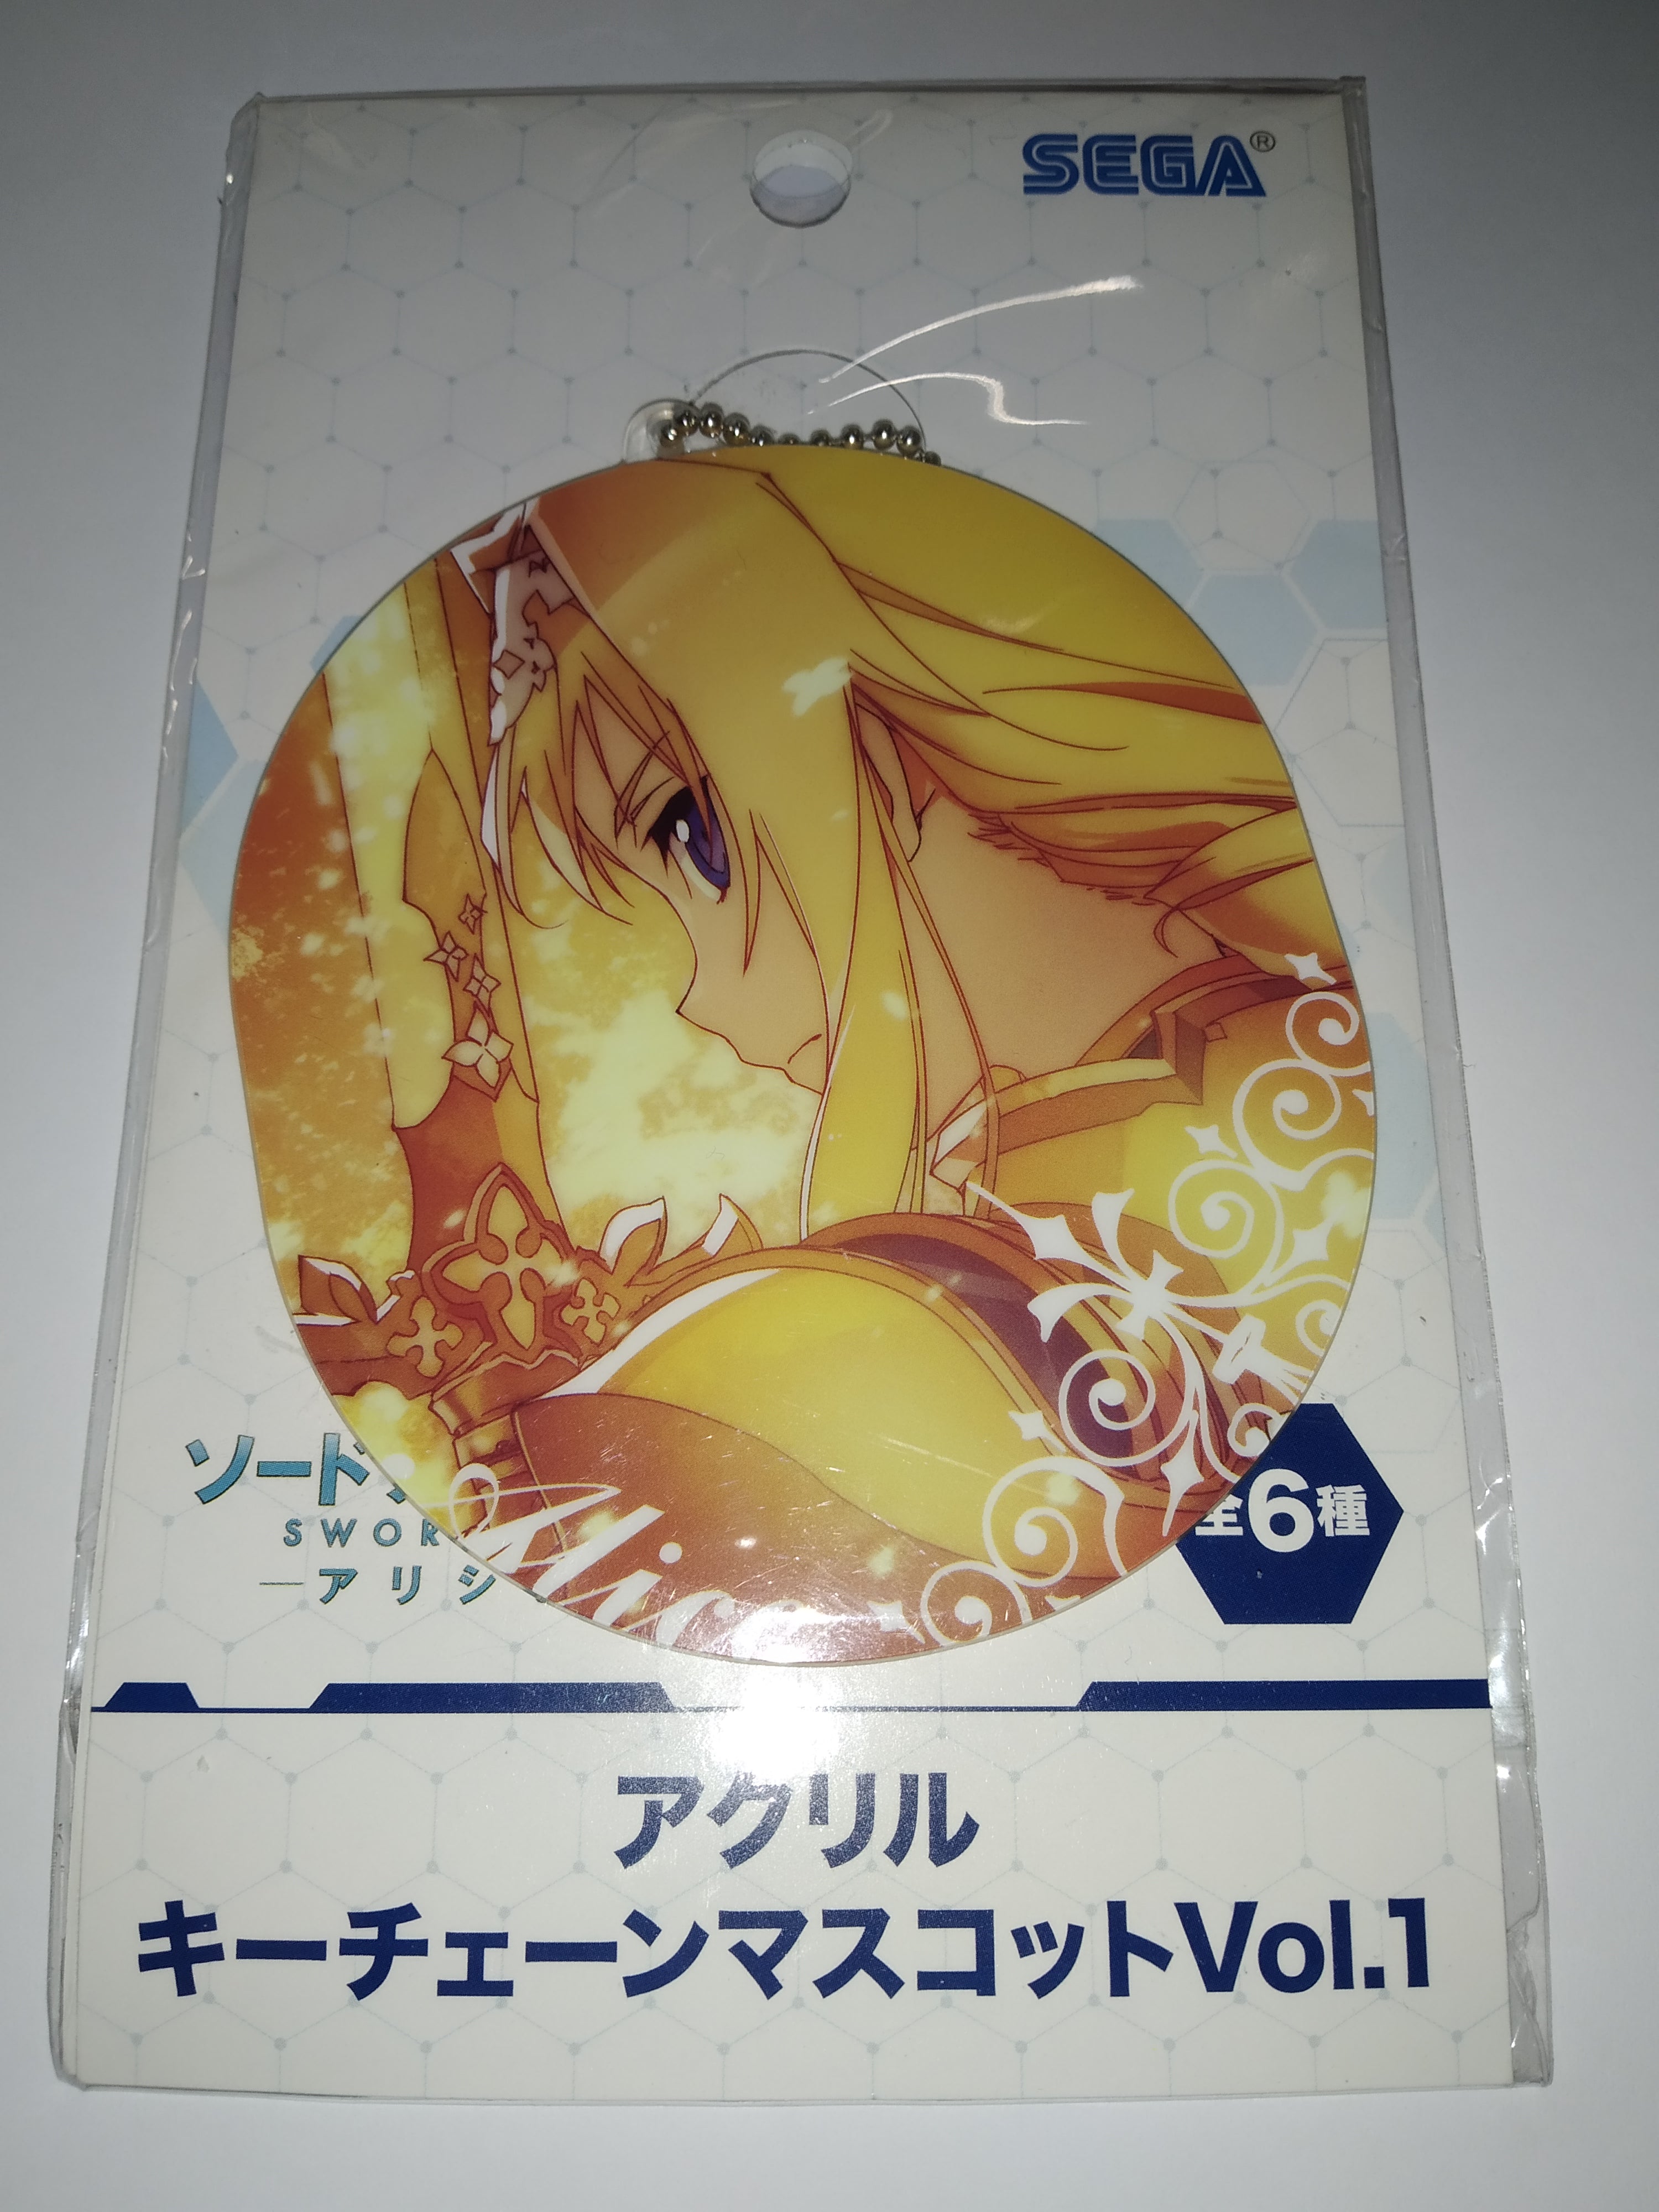 SEGA®
ソード
SWOR
全6種
アリシ
Alice
アクリル
キーチェーンマスコットVol.1